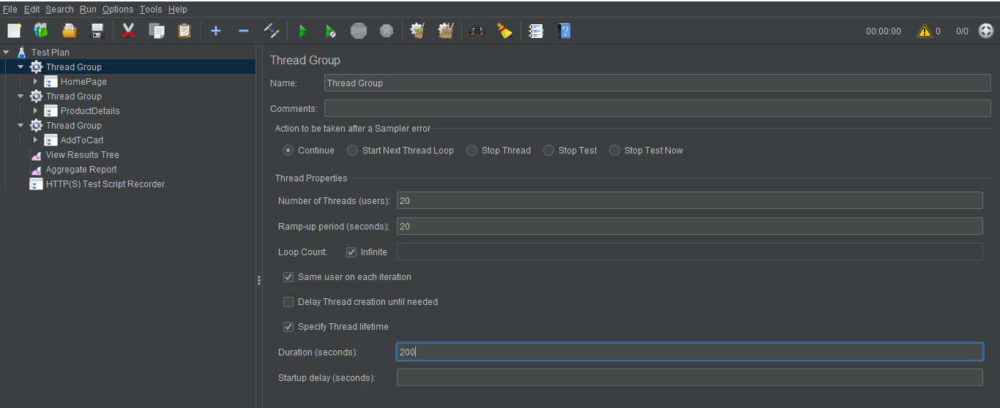 File Edit Search Run Options Tools Help
STOP 00:00:00 0 0/0
Test Plan
Thread Group
HomePage
Thread Group
ProductDetails
Thread Group
AddToCart
View Results Tree
Aggregate Report
HTTP(S) Test Script Recorder
Thread Group
Name: Thread Group
Comments:
Action to be taken after a Sampler error
Continue Start Next Thread Loop Stop Thread Stop Test Stop Test Now
Thread Properties
Number of Threads (users): 20
Ramp-up period (seconds): 20
Loop Count: Infinite
Same user on each iteration
Delay Thread creation until needed
Specify Thread lifetime
Duration (seconds): 200
Startup delay (seconds):